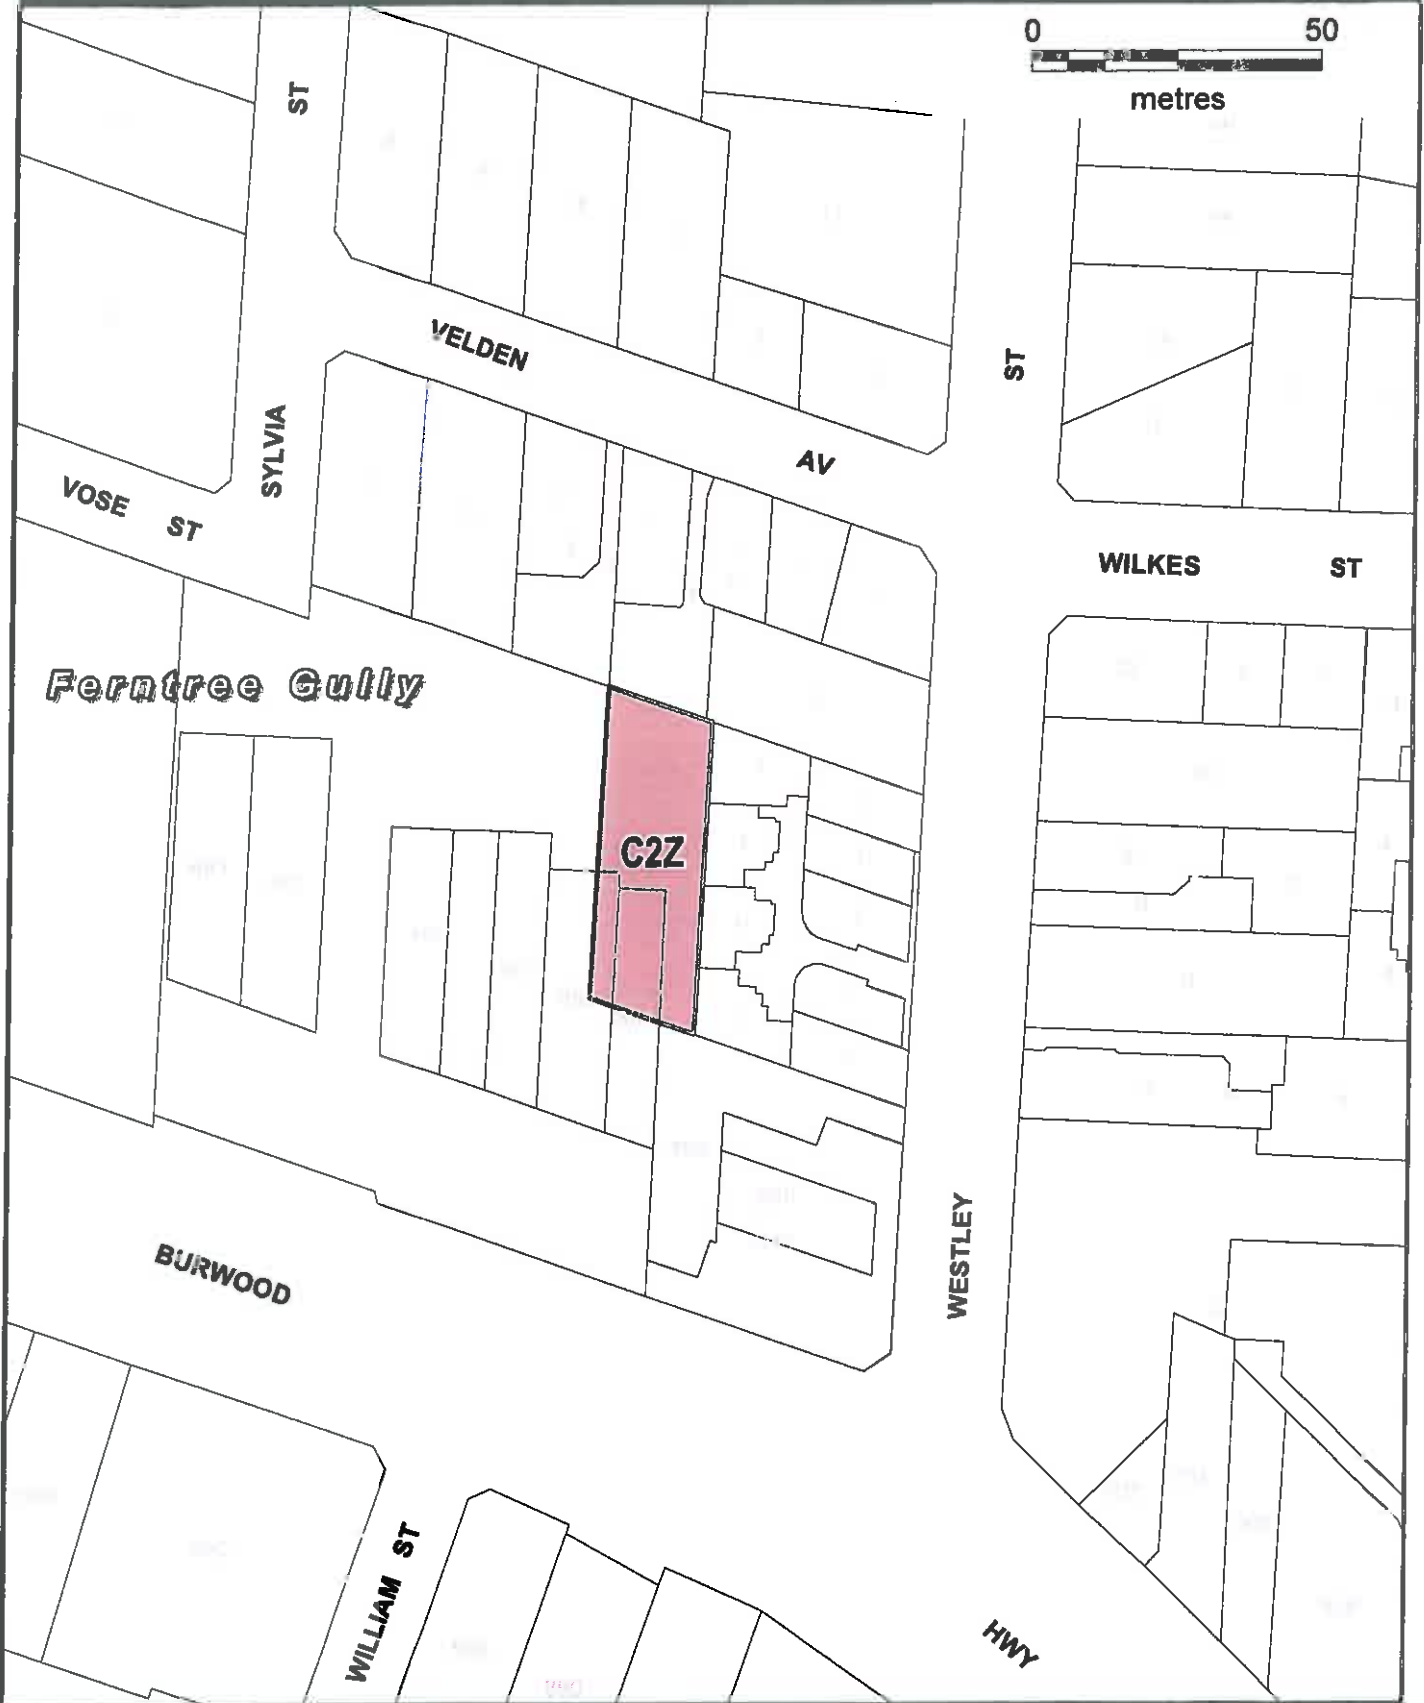 0 50
metres
ST
VELDEN
AV
ST
SYLVIA
VOSE ST
WILKES ST
Ferntree Gully
C2Z
WESTLEY
BURWOOD
WILLIAM ST
HWY